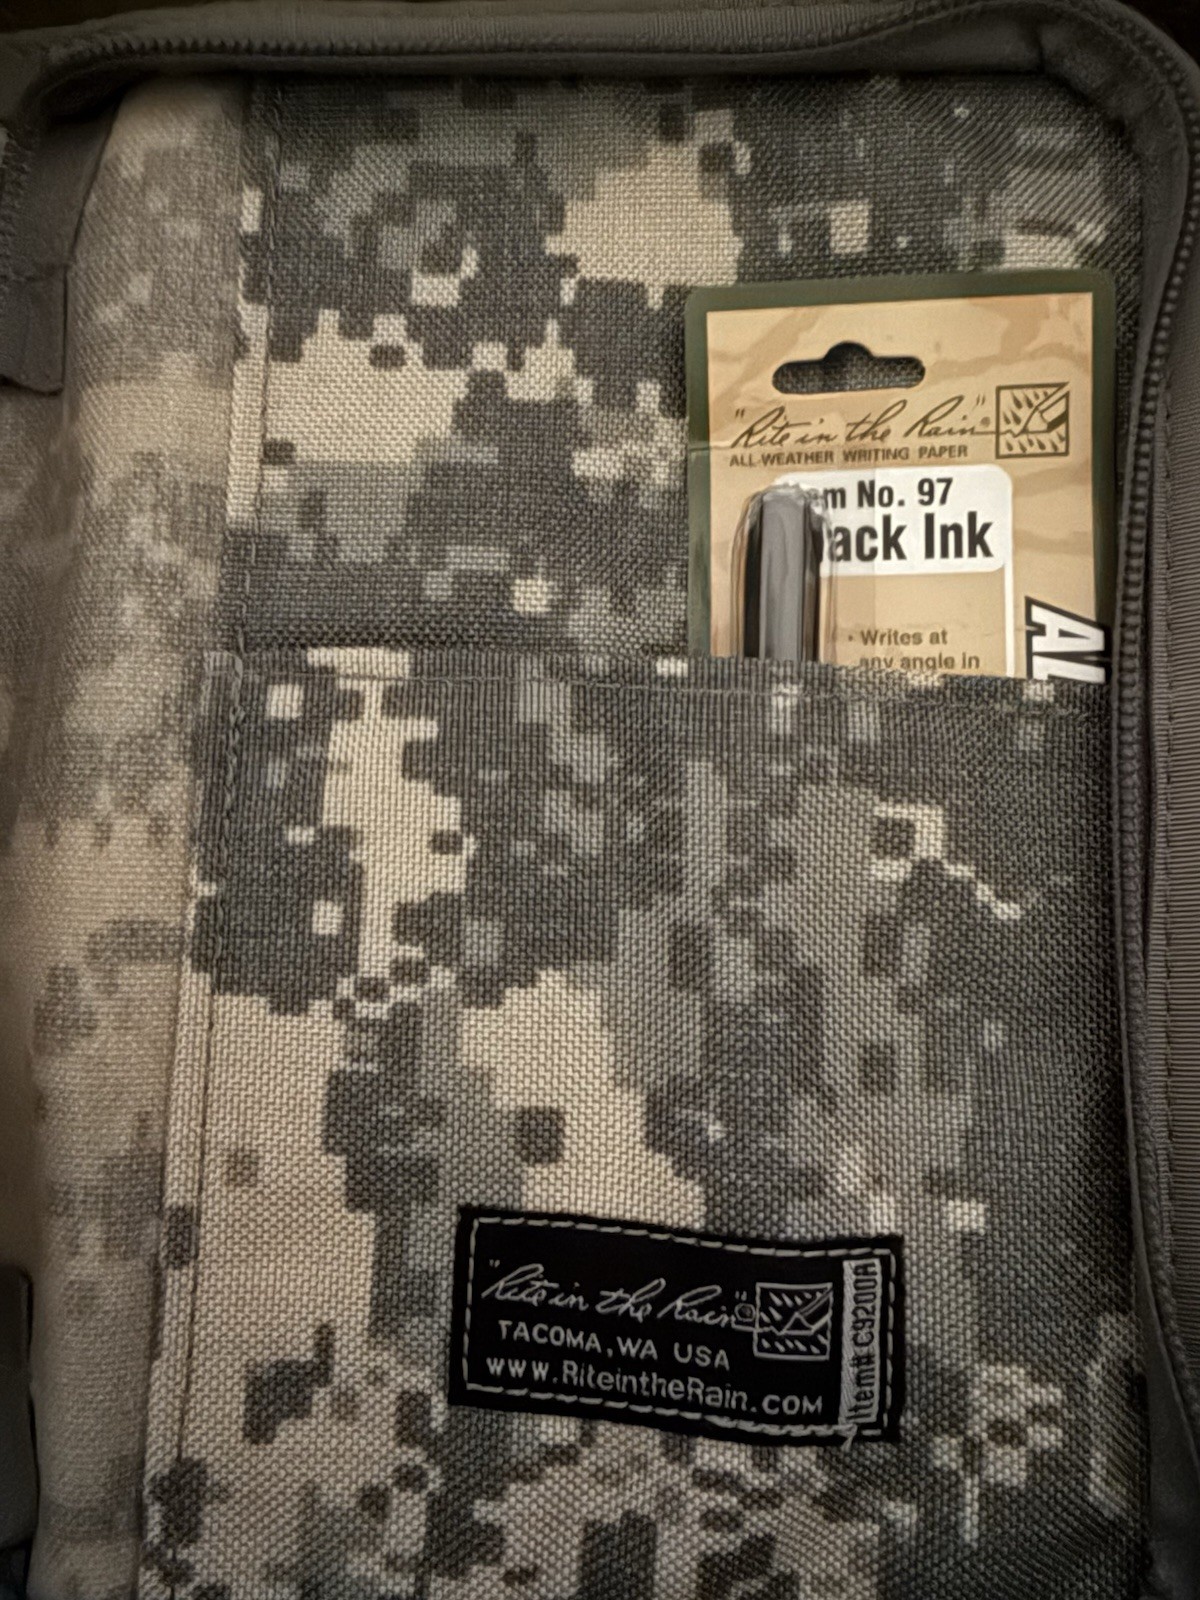 "Rite in the Rain"®
ALL-WEATHER WRITING PAPER
em No. 97
ack Ink
• Writes at
any angle in
AL
"Rite in the Rain"®
TACOMA, WA USA
www.RiteintheRain.COM
Item# C92000A